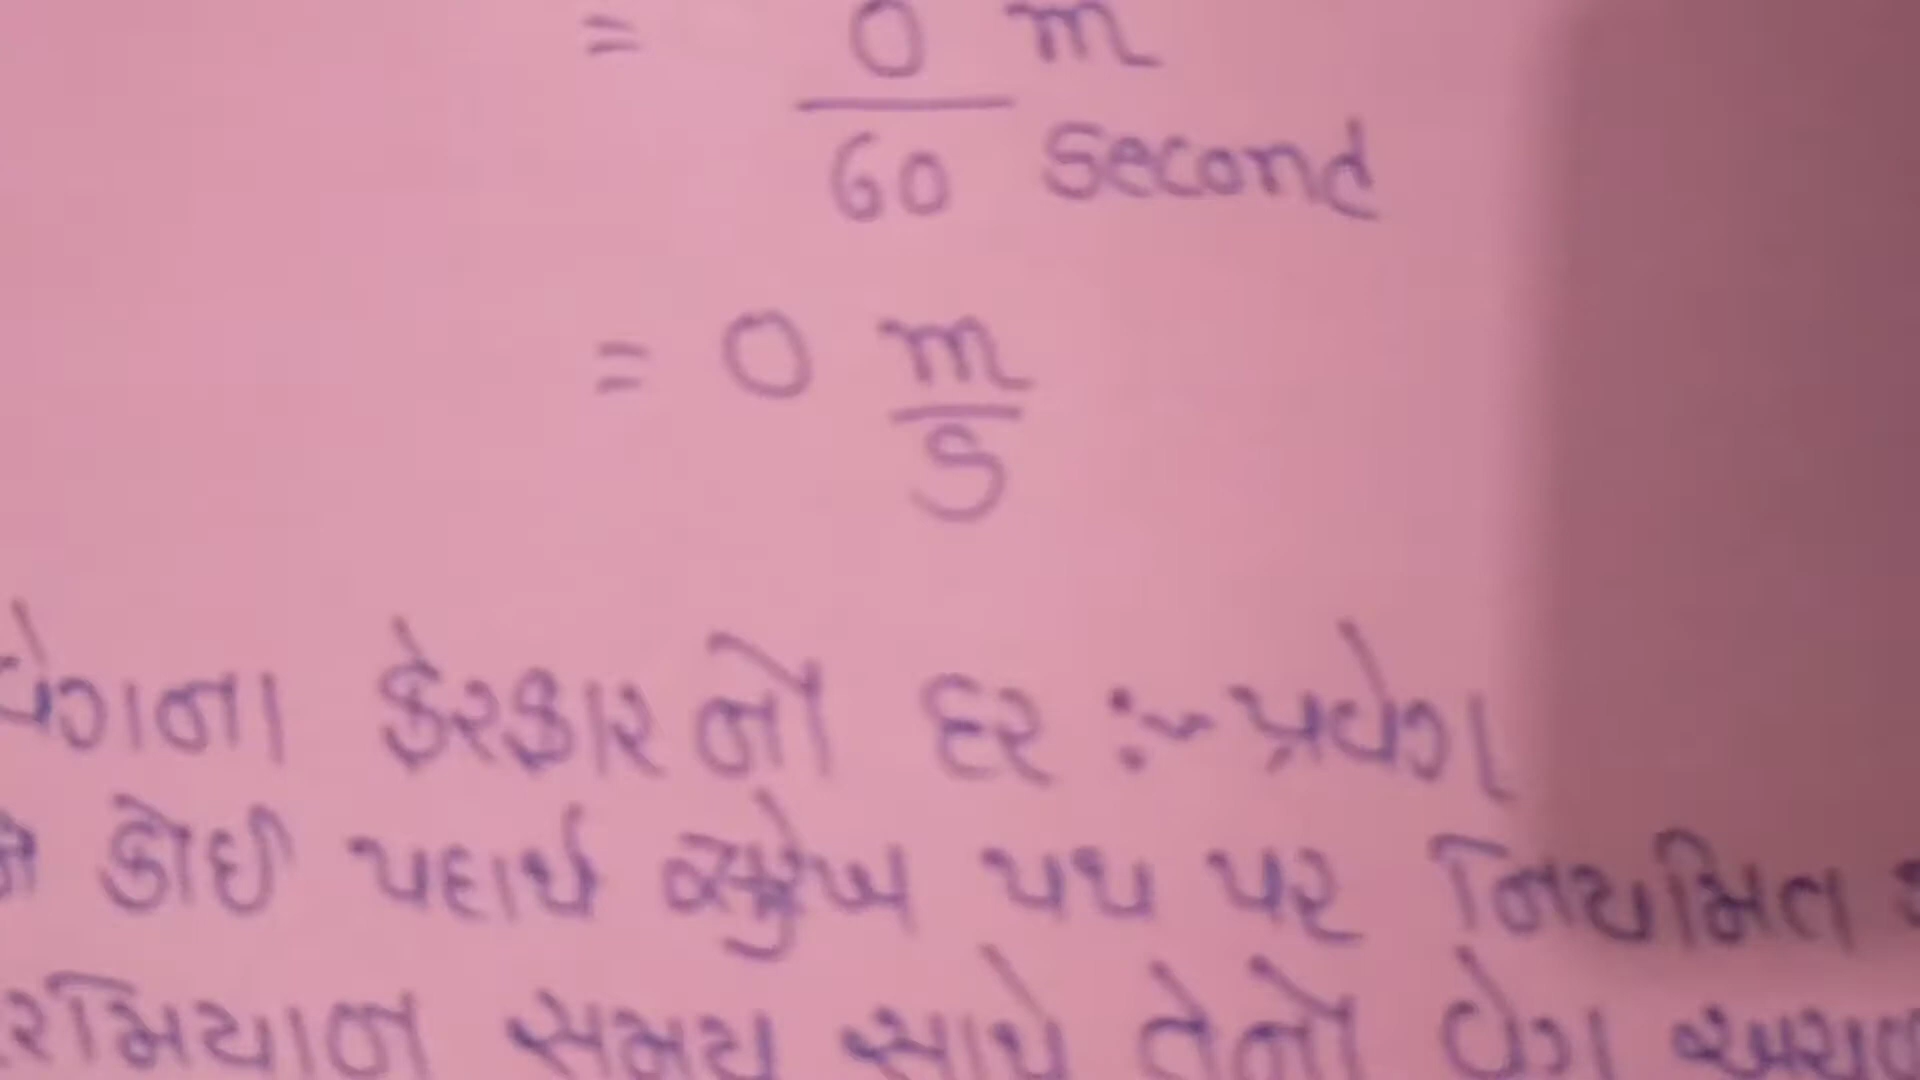 = 0 m
60 second
= 0 m
S
વેગના ફેરફારનો દર :- પ્રવેગ
કોઈ પદાર્થ સુરેખ પથ પર નિયમિત
સમય સાથે તેનો વેગ